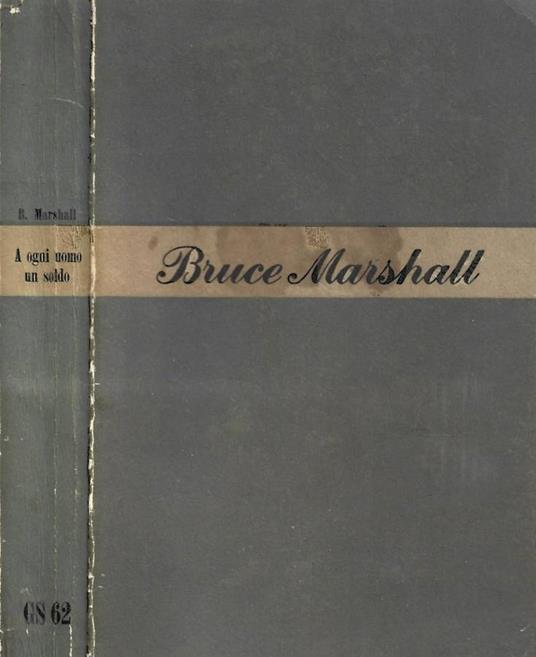 B. Marshall
A ogni uomo
un soldo
GS 62
Bruce Marshall